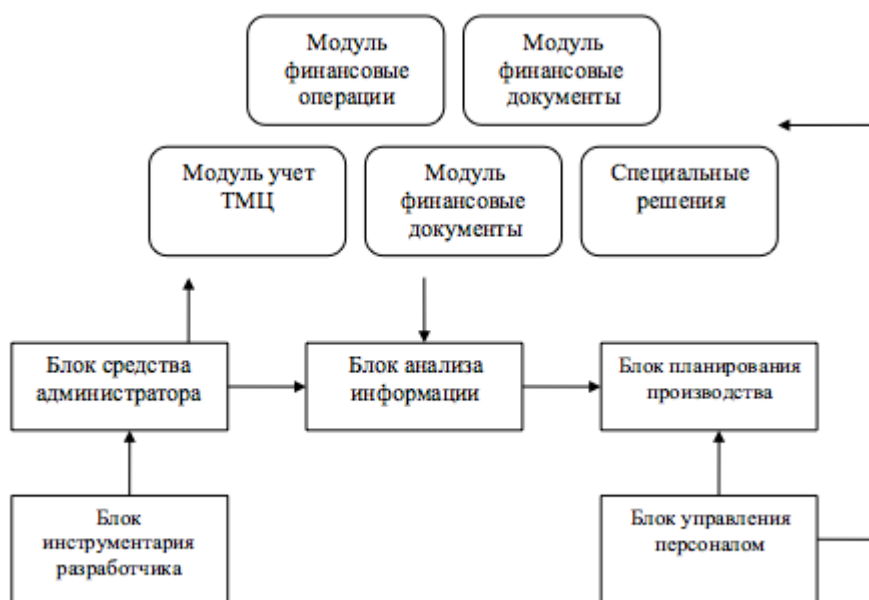 Модуль
финансовые
операции
Модуль
финансовые
документы
Модуль учет
ТМЦ
Модуль
финансовые
документы
Специальные
решения
Блок средства
администратора
Блок анализа
информации
Блок планирования
производства
Блок
инструментария
разработчика
Блок управления
персоналом